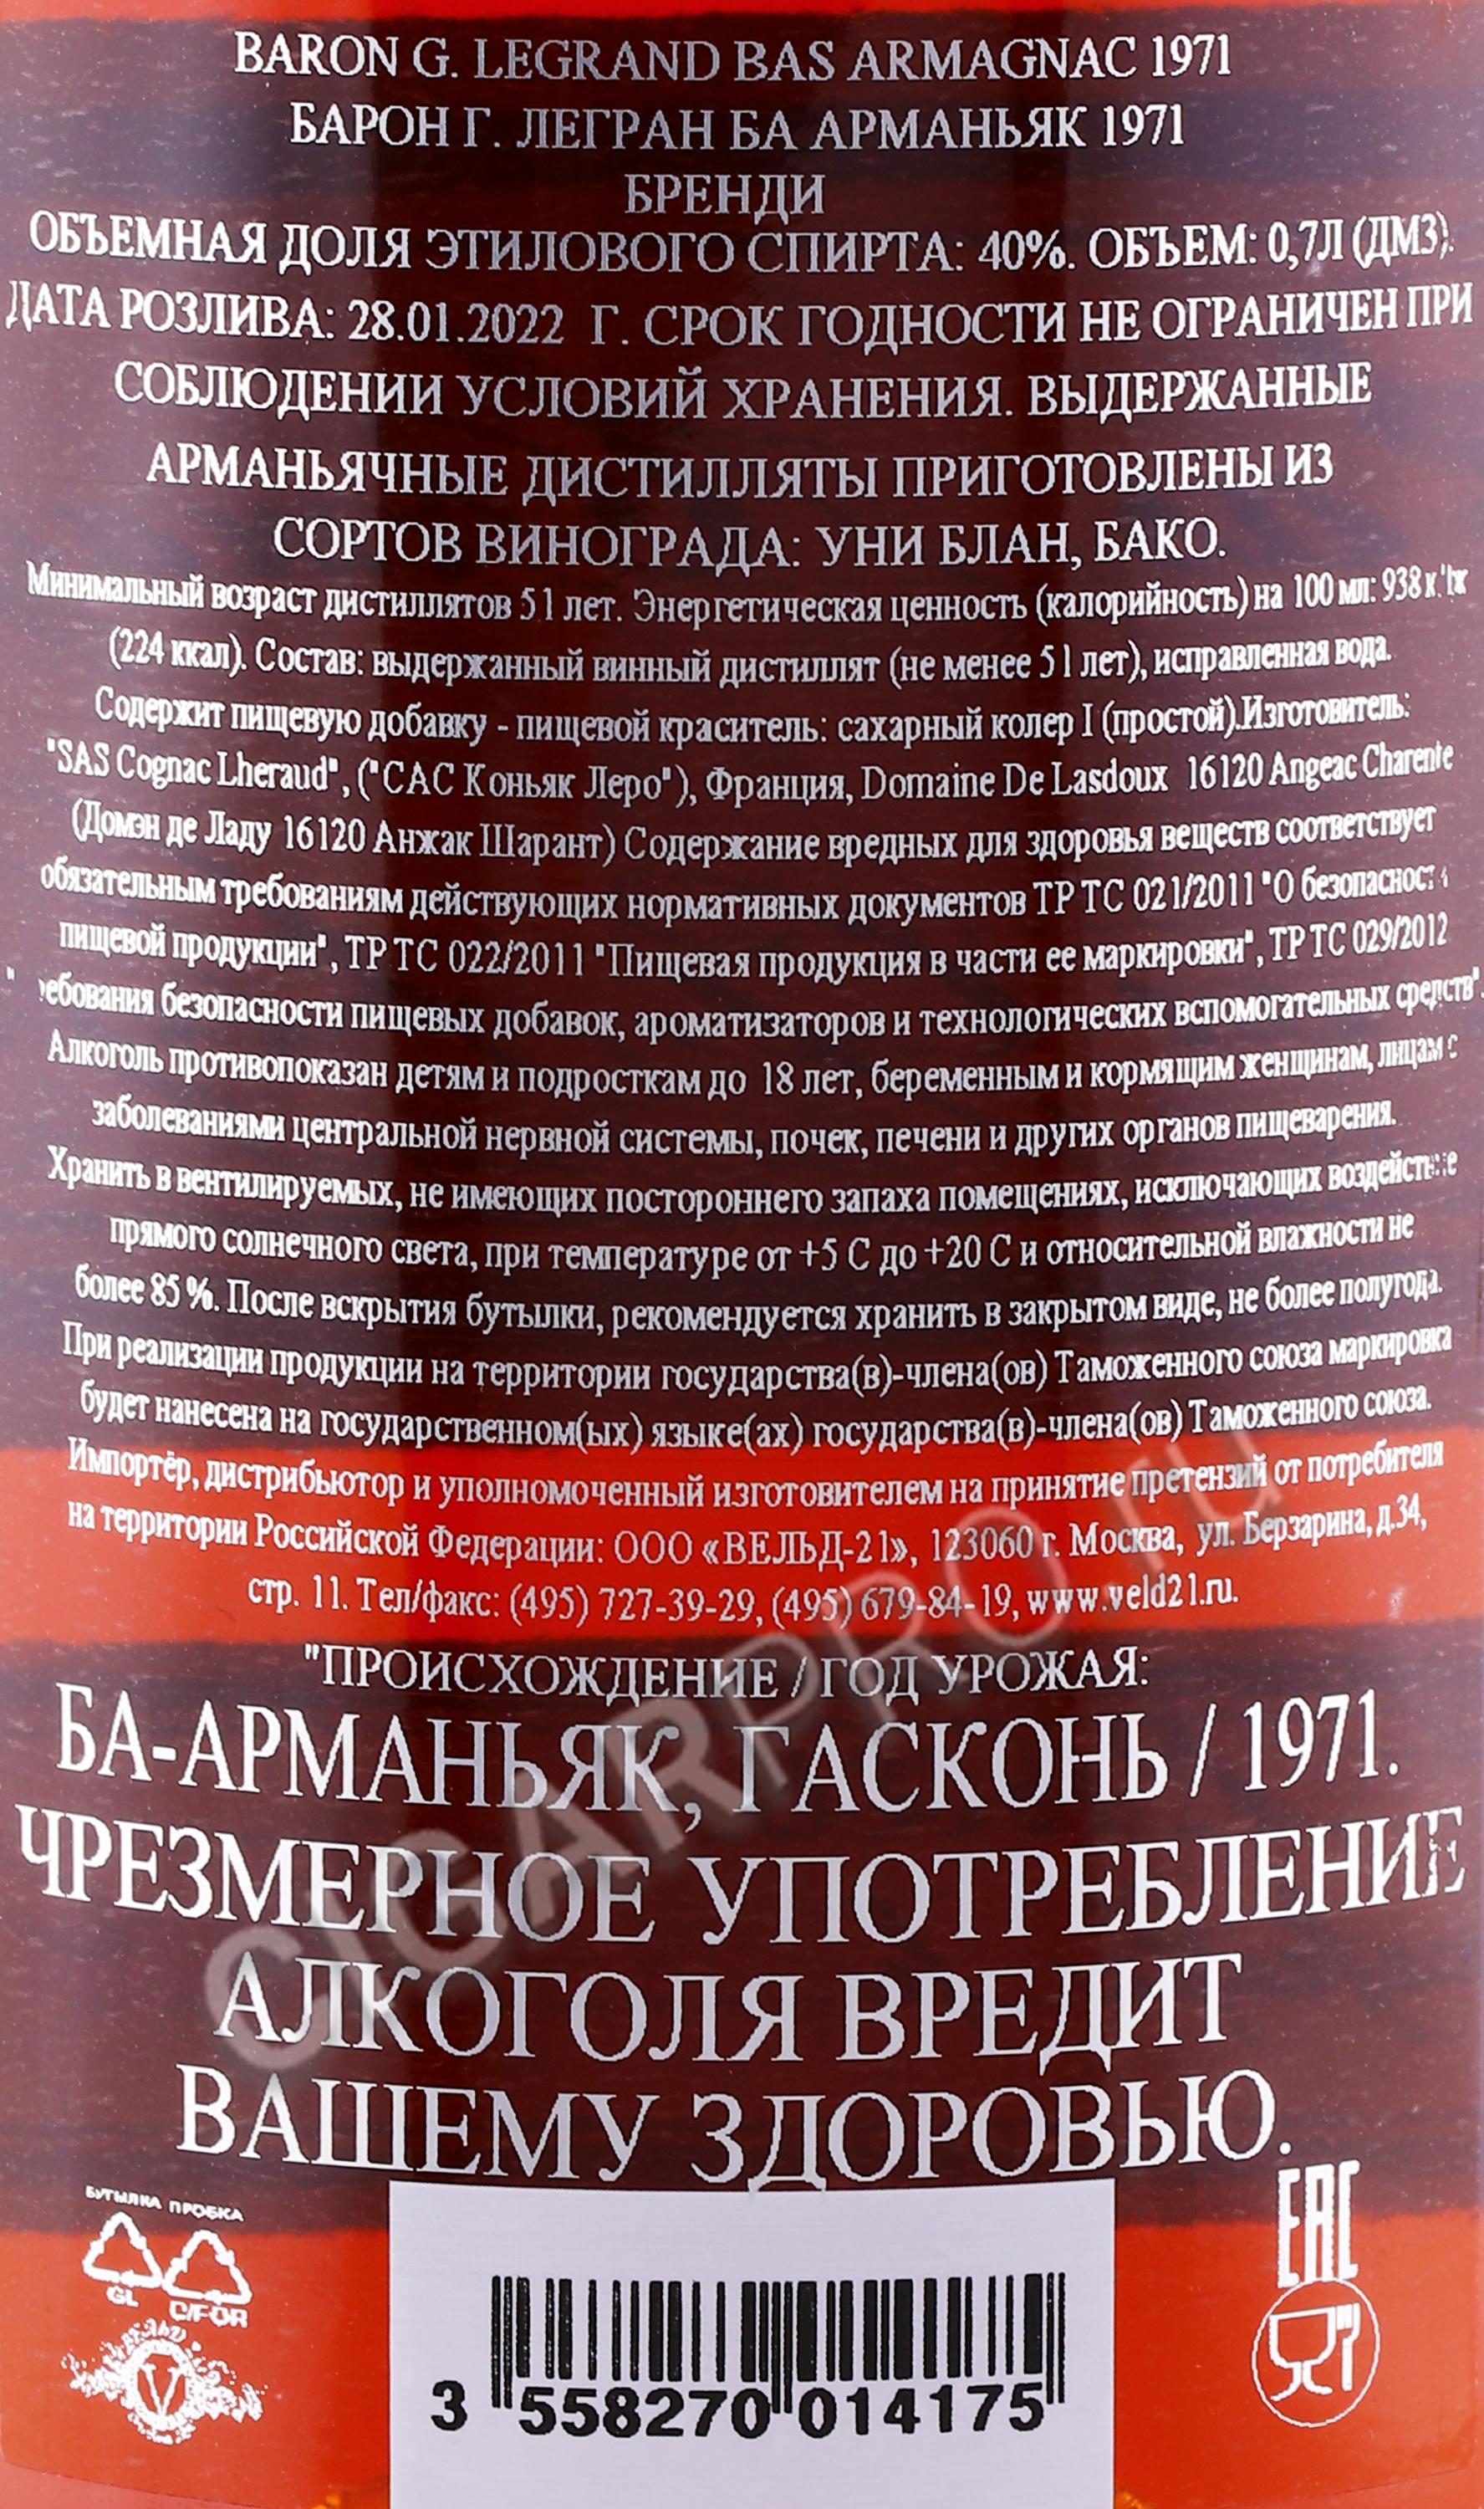 BARON G. LEGRAND BAS ARMAGNAC 1971
БАРОН Г. ЛЕГРАН БА АРМАНЬЯК 1971
БРЕНДИ
ОБЪЕМНАЯ ДОЛЯ ЭТИЛОВОГО СПИРТА: 40%. ОБЪЕМ: 0,7Л (ДМ3).
ДАТА РОЗЛИВА: 28.01.2022 Г. СРОК ГОДНОСТИ НЕ ОГРАНИЧЕН ПРИ
СОБЛЮДЕНИИ УСЛОВИЙ ХРАНЕНИЯ. ВЫДЕРЖАННЫЕ
АРМАНЬЯЧНЫЕ ДИСТИЛЛЯТЫ ПРИГОТОВЛЕНЫ ИЗ
СОРТОВ ВИНОГРАДА: УНИ БЛАН, БАКО.
Минимальный возраст дистиллятов 51 лет. Энергетическая ценность (калорийность) на 100 мл: 938
(224 ккал). Состав: выдержанный винный дистиллят (не менее 51 лет), исправленная вода.
Содержит пищевую добавку - пищевой краситель: сахарный колер I (простой).Изготовитель:
"SAS Cognac Lheraud", ("САС Коньяк Леро"), Франция, Domaine De Lasdoux 16120 Angeac Charente
(Домэн де Ладу 16120 Анжак Шарант) Содержание вредных для здоровья веществ соответствует
обязательным требованиям действующих нормативных документов ТР ТС 021/2011 "О
пищевой продукции", ТР ТС 022/2011 "Пищевая продукция в части ее маркировки", ТР ТС 029/2012
безопасности пищевых добавок, ароматизаторов и технологических вспомогательных средств".
Алкоголь противопоказан детям и подросткам до 18 лет, беременным и кормящим женщинам, лицам с
заболеваниями центральной нервной системы, почек, печени и других органов пищеварения.
Хранить в вентилируемых, не имеющих постороннего запаха помещениях, исключающих воздействие
прямого солнечного света, при температуре от +5 С до +20 С и относительной влажности не
более 85 %. После вскрытия бутылки, рекомендуется хранить в закрытом виде, не более полугода.
При реализации продукции на территории государства(в)-члена(ов) Таможенного союза маркировка
будет нанесена на государственном(ых) языке(ах) государства(в)-члена(ов) Таможенного союза.
Импортёр, дистрибьютор и уполномоченный изготовителем на принятие претензий от потребителя
на территории Российской Федерации: ООО «ВЕЛЬД-21», 123060 г. Москва, ул. Берзарина, д.34,
стр. 11. Тел/факс: (495) 727-39-29, (495) 679-84-19, www.veld21.ru.
"ПРОИСХОЖДЕНИЕ / ГОД УРОЖАЯ:
БА-АРМАНЬЯК, ГАСКОНЬ / 1971.
ЧРЕЗМЕРНОЕ УПОТРЕБЛЕНИЕ
АЛКОГОЛЯ ВРЕДИТ
ВАШЕМУ ЗДОРОВЬЮ.
CIGARPRO.ru
БУТЫЛКА ПРОБКА
GL C/FOR
ВЕЛЬД
V
EAC
3 558270 014175